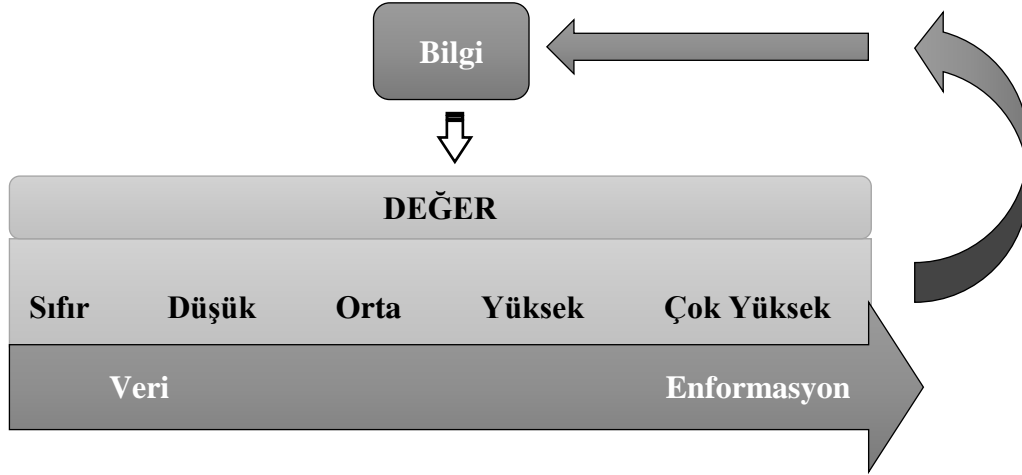 Bilgi
DEĞER
Sıfır Düşük Orta Yüksek Çok Yüksek
Veri Enformasyon